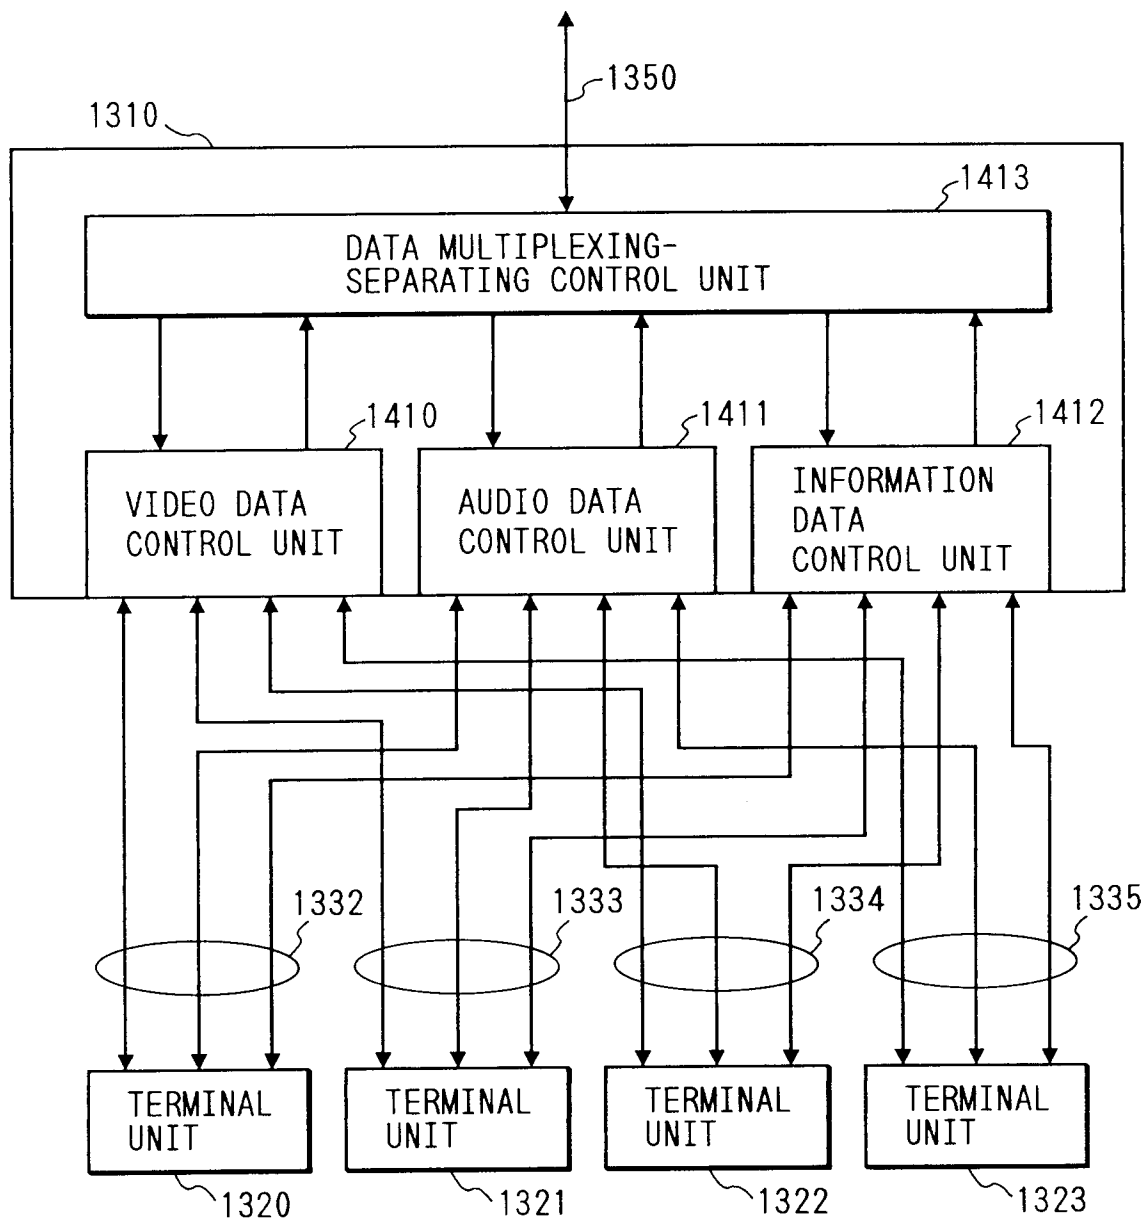 1350
1310
1413
DATA MULTIPLEXING-
SEPARATING CONTROL UNIT
1410
1411
1412
VIDEO DATA
CONTROL UNIT
AUDIO DATA
CONTROL UNIT
INFORMATION
DATA
CONTROL UNIT
1332
1333
1334
1335
TERMINAL
UNIT
TERMINAL
UNIT
TERMINAL
UNIT
TERMINAL
UNIT
1320
1321
1322
1323